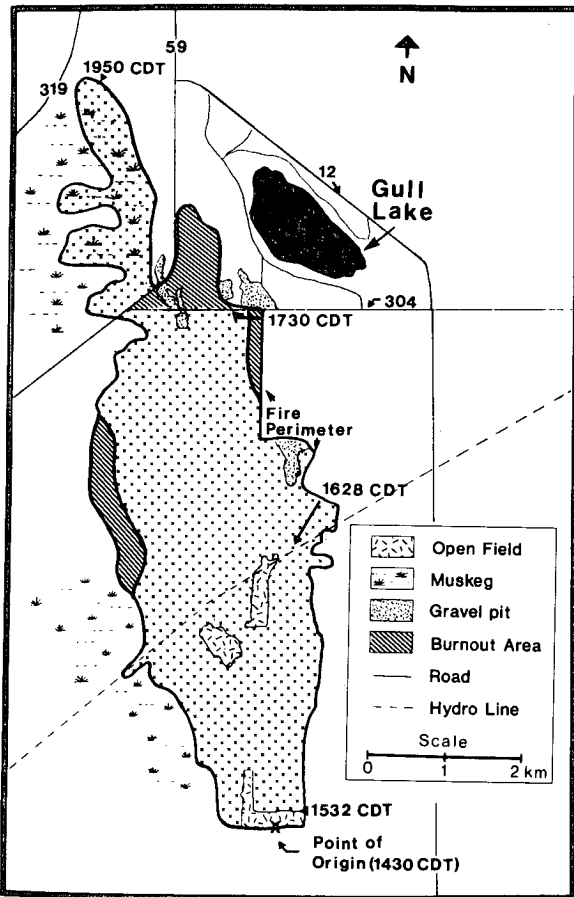 59
1950 CDT
319
N
12
Gull
Lake
304
1730 CDT
Fire
Perimeter
1628 CDT
Open Field
Muskeg
Gravel pit
Burnout Area
Road
Hydro Line
Scale
0 2 km
1532 CDT
Point of
Origin (1430 CDT)